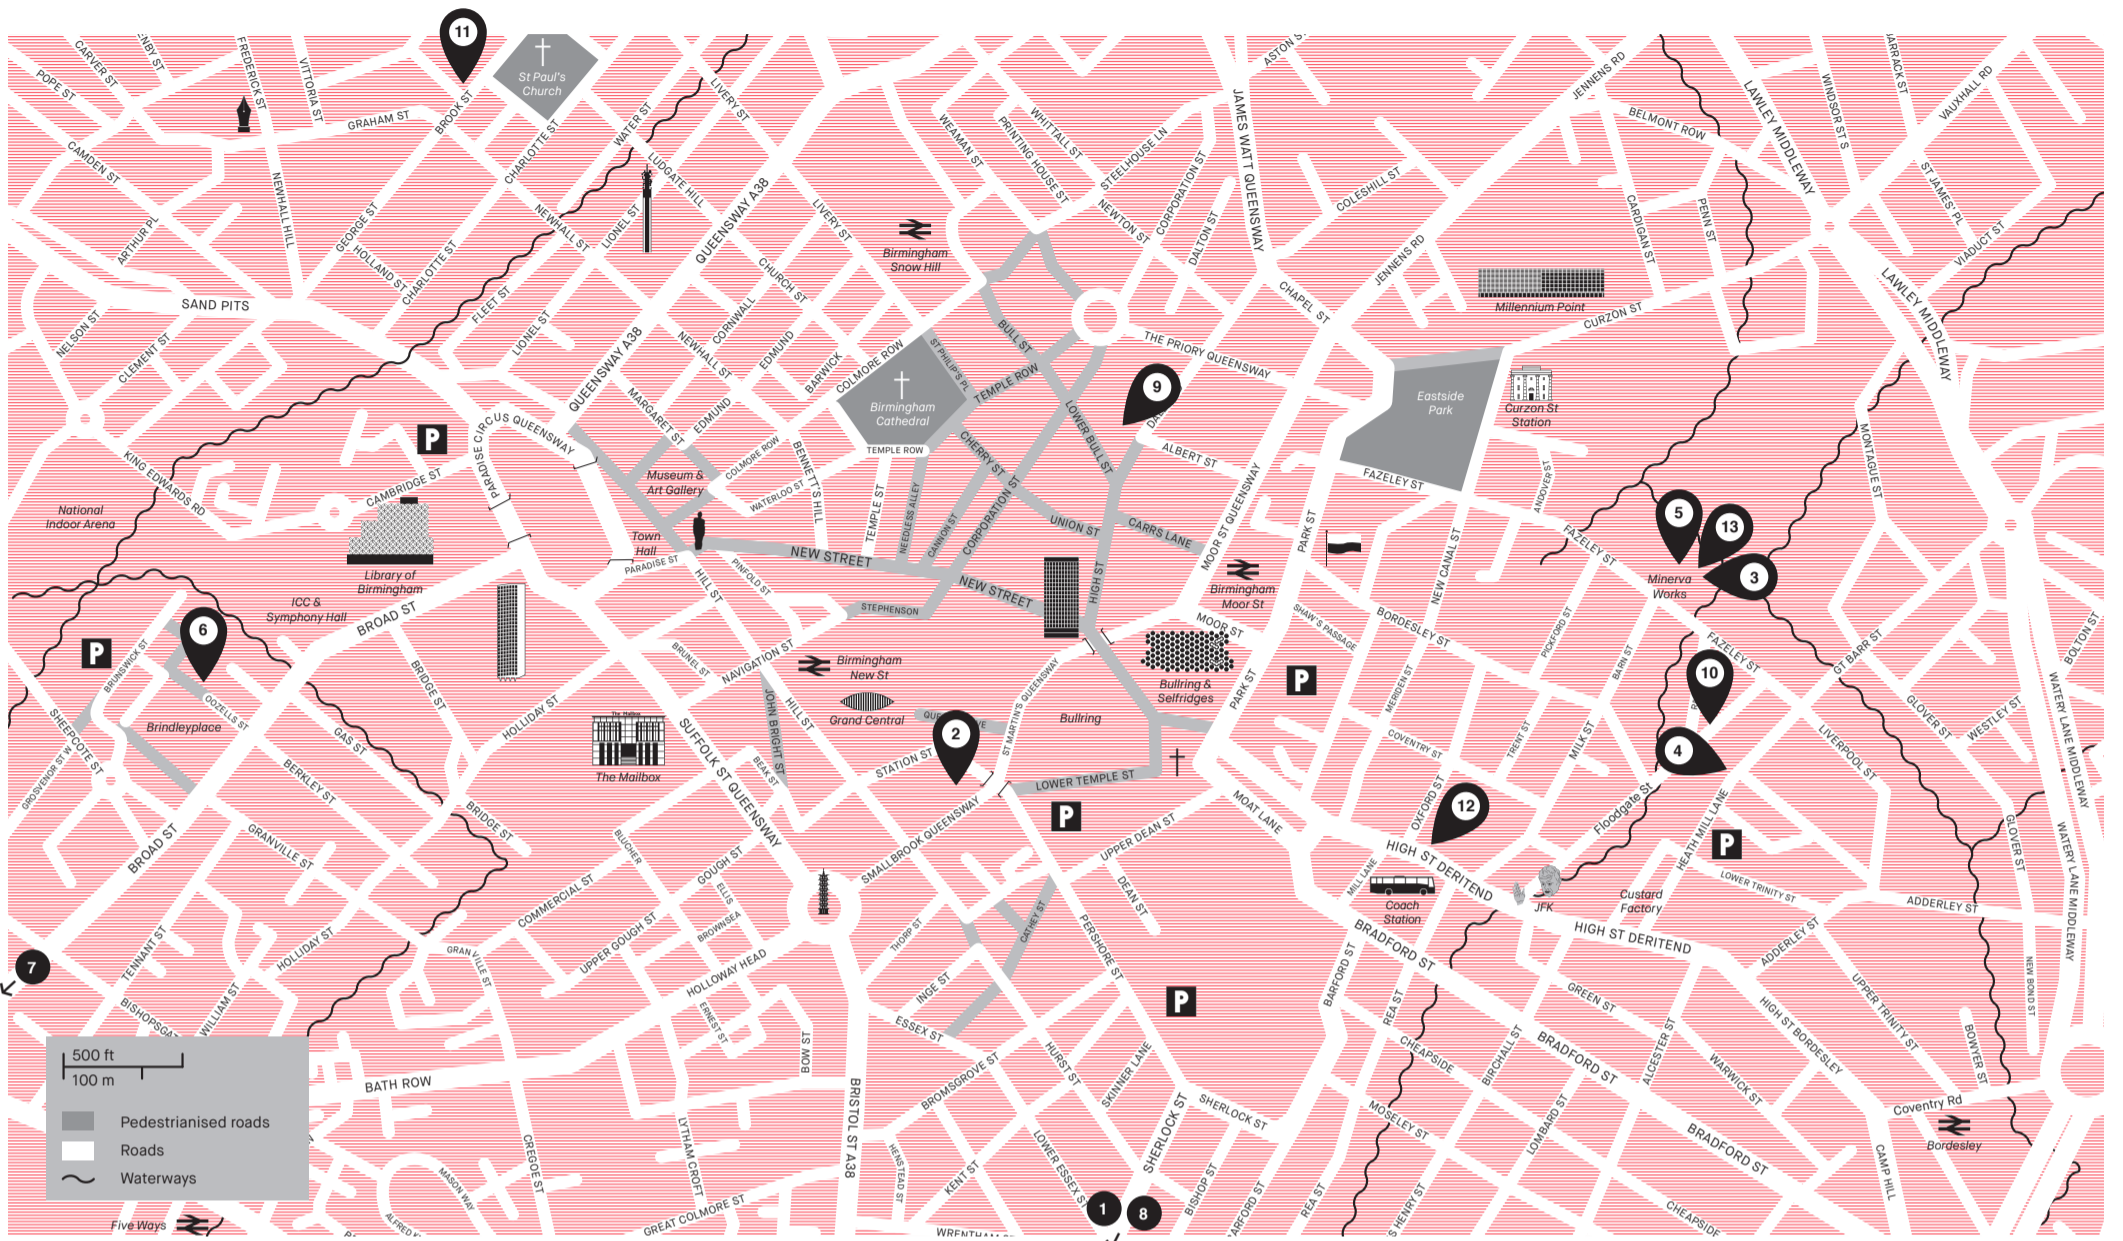 11
St Paul's
Church
CARVER ST
POPE ST
FREDERICK ST
VITTORIA ST
GRAHAM ST
BROOK ST
CAMDEN ST
NEWHALL HILL
ARTHUR PL
GEORGE ST
HOLLAND ST
CHARLOTTE ST
CHARLOTTE ST
WATER ST
LIVERY ST
LUDGATE HILL
NEWHALL ST
LIONEL ST
QUEENSWAY A38
LIVERY ST
Birmingham
Snow Hill
WEAMAN ST
PRINTING HOUSE ST
WHITTALL ST
STEELHOUSE LN
NEWTON ST
CORPORATION ST
DALTON ST
JAMES WATT QUEENSWAY
COLESHILL ST
JENNENS RD
JENNENS RD
BELMONT ROW
LAWLEY MIDDLEWAY
WINDSOR ST S
VAUXHALL RD
ST JAMES' PL
VIADUCT ST
CARDIGAN ST
PENN ST
CHAPEL ST
Millennium Point
CURZON ST
LAWLEY MIDDLEWAY
SAND PITS
NELSON ST
CLEMENT ST
FLEET ST
LIONEL ST
QUEENSWAY A38
CHURCH ST
CORNWALL
NEWHALL ST
EDMUND
BARWICK
COLMORE ROW
ST PHILIP'S PL
BULL ST
TEMPLE ROW
THE PRIORY QUEENSWAY
9
Birmingham
Cathedral
TEMPLE ROW
CHERRY ST
LOWER BULL ST
ALBERT ST
Eastside
Park
Curzon St
Station
FAZELEY ST
ANDOVER ST
MONTAGUE ST
MARGARET ST
EDMUND
COLMORE ROW
BENNETT'S HILL
WATERLOO ST
TEMPLE ST
NEEDLESS ALLEY
CANNON ST
CORPORATION ST
UNION ST
CARRS LANE
MOOR ST QUEENSWAY
PARK ST
NEW CANAL ST
FAZELEY ST
5
13
3
Minerva
Works
P
PARADISE CIRCUS QUEENSWAY
CAMBRIDGE ST
KING EDWARDS RD
National
Indoor Arena
Library of
Birmingham
ICC &
Symphony Hall
BROAD ST
Museum &
Art Gallery
Town
Hall
PARADISE ST
PINFOLD ST
HILL ST
NEW STREET
NEW STREET
STEPHENSON
HIGH ST
Birmingham
Moor St
MOOR ST
SHAW'S PASSAGE
BORDESLEY ST
PICKFORD ST
BARN ST
FAZELEY ST
GT BARR ST
BOLTON ST
P
6
BRUNSWICK ST
OOZELLS ST
Brindleyplace
SHEEPCOTE ST
GROSVENOR ST W
BRIDGE ST
GAS ST
BERKLEY ST
HOLLIDAY ST
BRUNEL ST
NAVIGATION ST
Birmingham
New St
Grand Central
The Mailbox
The Mailbox
JOHN BRIGHT ST
HILL ST
SUFFOLK ST QUEENSWAY
BEAK ST
STATION ST
2
ST MARTIN'S QUEENSWAY
Bullring
Bullring &
Selfridges
LOWER TEMPLE ST
P
PARK ST
P
MERIDEN ST
COVENTRY ST
TRENT ST
MILK ST
OXFORD ST
12
10
4
LIVERPOOL ST
GLOVER ST
WESTLEY ST
WATERY LANE MIDDLEWAY
BROAD ST
GRANVILLE ST
BRIDGE ST
COMMERCIAL ST
BLUCHER
GOUGH ST
ELLIS
BROWNSEA
UPPER GOUGH ST
SMALLBROOK QUEENSWAY
UPPER DEAN ST
MOAT LANE
DEAN ST
HIGH ST DERITEND
Floodgate St
HEATH MILL LANE
P
LOWER TRINITY ST
MILL LANE
Coach
Station
JFK
Custard
Factory
HIGH ST DERITEND
ADDERLEY ST
ADDERLEY ST
GLOVER ST
WATERY LANE MIDDLEWAY
7
TENNANT ST
HOLLIDAY ST
GRANVILLE ST
HOLLOWAY HEAD
THORP ST
CATHEY ST
PERSHORE ST
P
BRADFORD ST
BARFORD ST
REA ST
GREEN ST
UPPER TRINITY ST
HIGH ST BORDESLEY
NEW BOND ST
BOWYER ST
WILLIAM ST
ERNEST ST
BOW ST
INGE ST
ESSEX ST
HURST ST
SKINNER LANE
BROMSGROVE ST
CHEAPSIDE
BIRCHALL ST
BRADFORD ST
ALCESTER ST
WARWICK ST
Coventry Rd
Bordesley
500 ft
100 m
Pedestrianised roads
Roads
Waterways
Five Ways
BATH ROW
CREGOE ST
MASON WAY
LYTHAM CROFT
GREAT COLMORE ST
BRISTOL ST A38
HENSTEAD ST
KENT ST
LOWER ESSEX ST
SHERLOCK ST
SHERLOCK ST
BISHOP ST
MOSELEY ST
LOMBARD ST
BRADFORD ST
CAMP HILL
1
8
REA ST
CHEAPSIDE